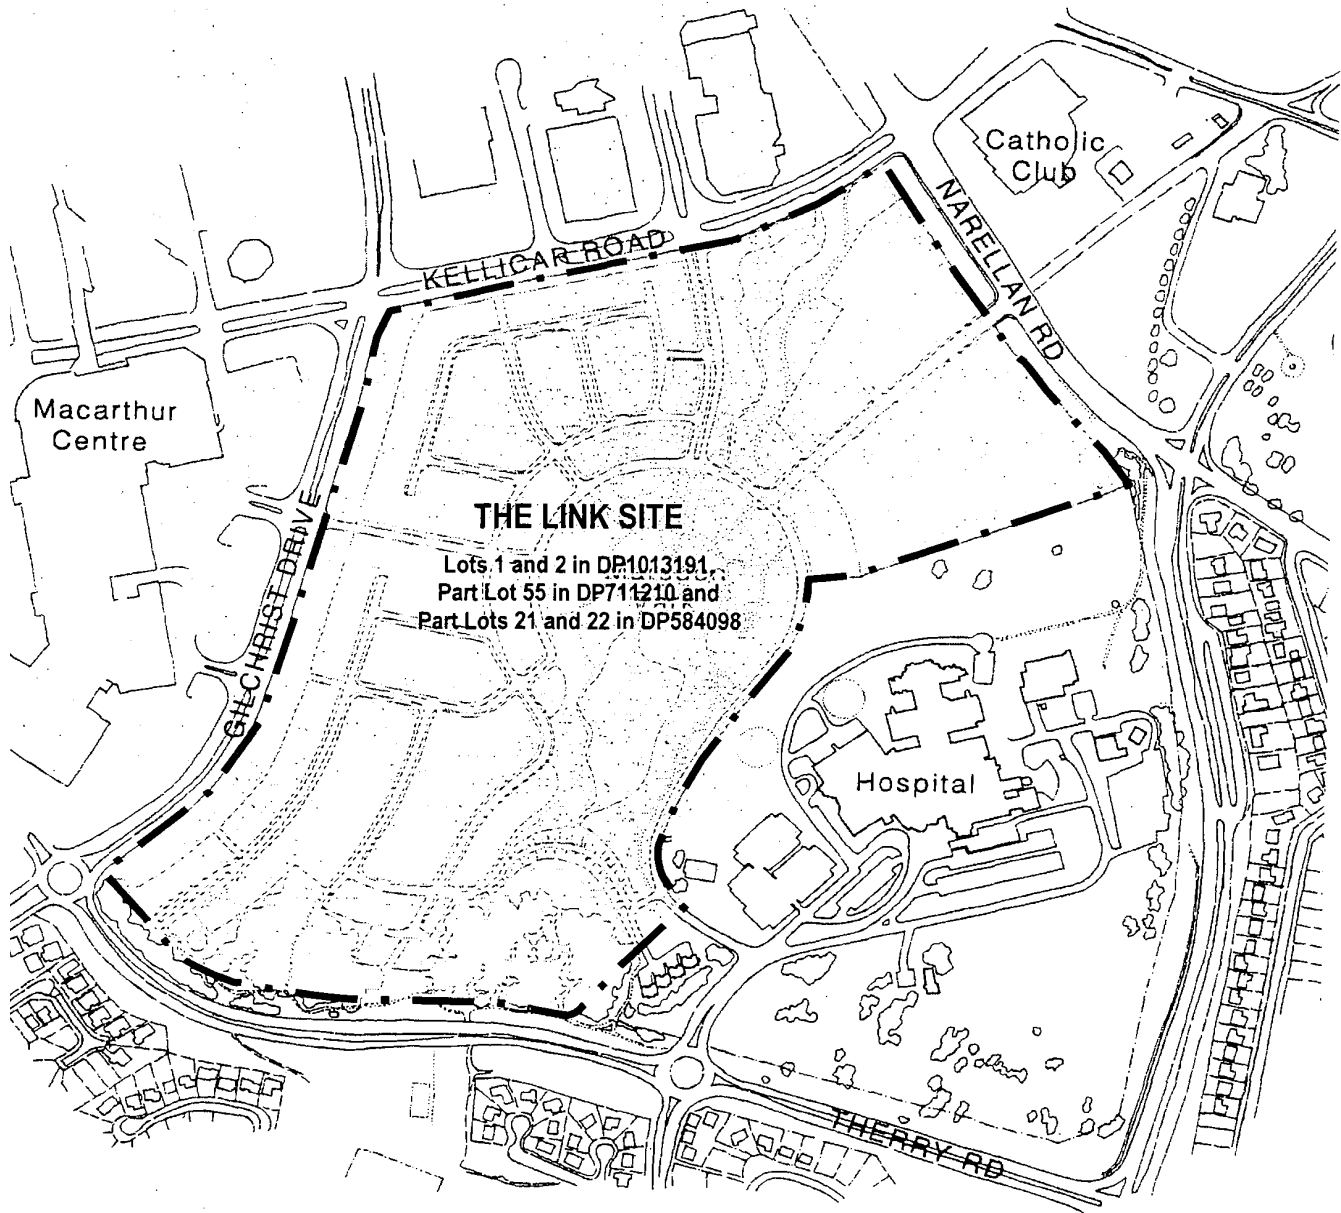 Catholic
Club
NARELLAN RD
KELLICAR ROAD
Macarthur
Centre
THE LINK SITE
Lots 1 and 2 in DP1013191,
Part Lot 55 in DP711210 and
Part Lots 21 and 22 in DP584098
GILCHRIST DRIVE
Hospital
THERRY RD